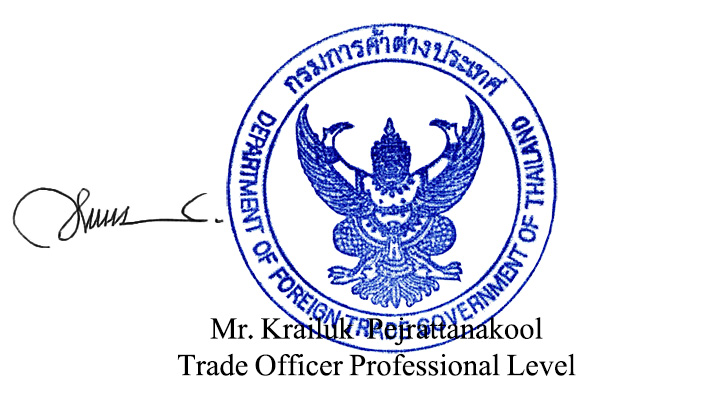 กรมการค้าต่างประเทศ
DEPARTMENT OF FOREIGN TRADE GOVERNMENT OF THAILAND
Mr. Krailuk Pejrattanakool
Trade Officer Professional Level